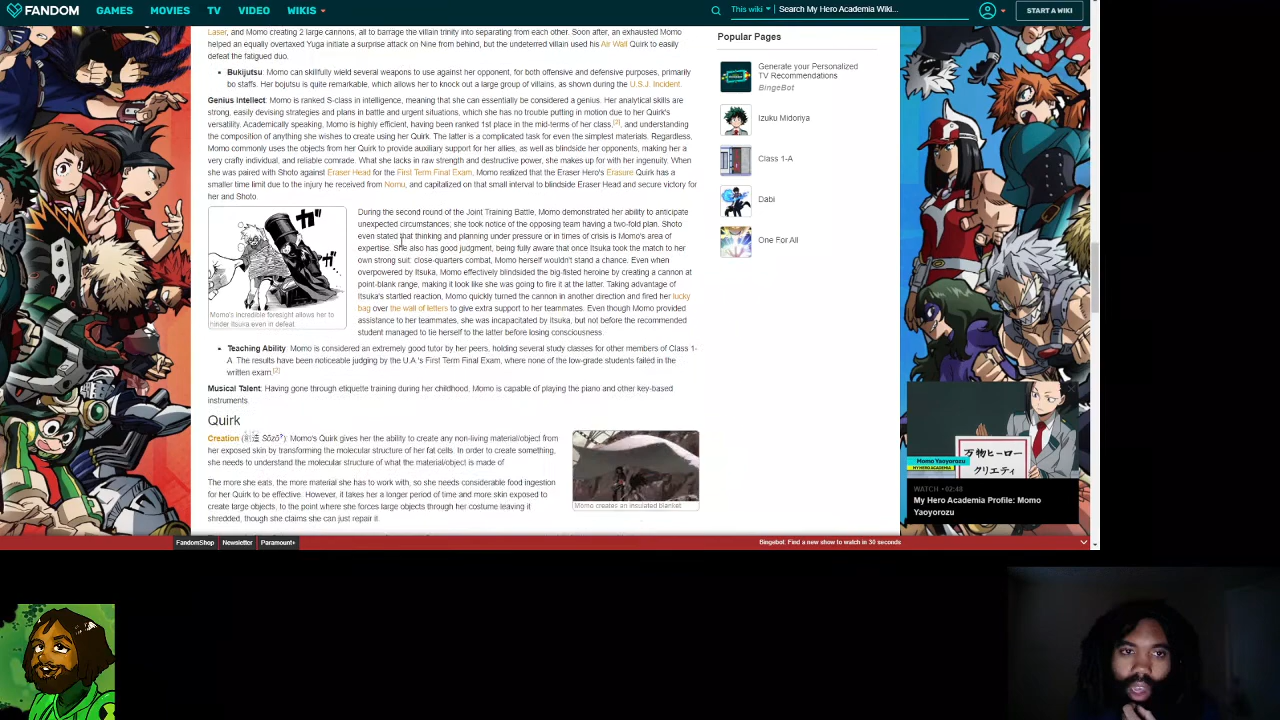 FANDOM
GAMES MOVIES TV VIDEO WIKIS
This wiki Search My Hero Academia Wiki...
START A WIKI
Laser, and Momo creating 2 large cannons, all to barrage the villain trinity into separating from each other. Soon after, an exhausted Momo
helped an equally overtaxed Yuga initiate a surprise attack on Nine from behind, but the undeterred villain used his Air Wall Quirk to easily
defeat the fatigued duo.
Bukijutsu: Momo can skillfully wield several weapons to use against her opponent, for both offensive and defensive purposes, primarily
bo staffs. Her bojutsu is quite remarkable, which allows her to knock out a large group of villains, as shown during the U.S.J. Incident.
Genius Intellect: Momo is ranked S-class in intelligence, meaning that she can essentially be considered a genius. Her analytical skills are
strong, easily devising strategies and plans in battle and urgent situations, which she has no trouble putting in motion due to her Quirk's
versatility. Academically speaking, Momo is highly efficient, having been ranked 1st place in the mid-terms of her class,[2], and understanding
the composition of anything she wishes to create using her Quirk. The latter is a complicated task for even the simplest materials. Regardless,
Momo commonly uses the objects from her Quirk to provide auxiliary support for her allies, as well as blindside her opponents, making her a
very crafty individual, and reliable comrade. What she lacks in raw strength and destructive power, she makes up for with her ingenuity. When
she was paired with Shoto against Eraser Head for the First Term Final Exam, Momo realized that the Eraser Hero's Erasure Quirk has a
smaller time limit due to the injury he received from Nomu, and capitalized on that small interval to blindside Eraser Head and secure victory for
her and Shoto.
During the second round of the Joint Training Battle, Momo demonstrated her ability to anticipate
unexpected circumstances; she took notice of the opposing team having a two-fold plan. Shoto
even stated that thinking and planning under pressure or in times of crisis is Momo's area of
expertise. She also has good judgment, being fully aware that once Itsuka took the match to her
own strong suit: close-quarters combat, Momo herself wouldn't stand a chance. Even when
overpowered by Itsuka, Momo effectively blindsided the big-fisted heroine by creating a cannon at
point-blank range, making it look like she was going to fire it at the latter. Taking advantage of
Itsuka's startled reaction, Momo quickly turned the cannon in another direction and fired her lucky
bag over the wall of letters to give extra support to her teammates. Even though Momo provided
assistance to her teammates, she was incapacitated by Itsuka, but not before the recommended
student managed to tie herself to the latter before losing consciousness.
ガガ
Momo's incredible foresight allows her to
hinder Itsuka even in defeat.
Teaching Ability: Momo is considered an extremely good tutor by her peers, holding several study classes for other members of Class 1-
A. The results have been noticeable judging by the U.A.'s First Term Final Exam, where none of the low-grade students failed in the
written exam.[2]
Musical Talent: Having gone through etiquette training during her childhood, Momo is capable of playing the piano and other key-based
instruments.
Quirk
Creation (創造 Sōzō?): Momo's Quirk gives her the ability to create any non-living material/object from
her exposed skin by transforming the molecular structure of her fat cells. In order to create something,
she needs to understand the molecular structure of what the material/object is made of
The more she eats, the more material she has to work with, so she needs considerable food ingestion
for her Quirk to be effective. However, it takes her a longer period of time and more skin exposed to
create large objects, to the point where she forces large objects through her costume leaving it
shredded, though she claims she can just repair it.
Momo creates an insulated blanket
Popular Pages
Generate your Personalized
TV Recommendations
BingeBot
Izuku Midoriya
Class 1-A
Dabi
One For All
万物ヒーロー
クリエティ
Momo Yaoyorozu
MY HERO ACADEMIA
WATCH • 02:48
My Hero Academia Profile: Momo
Yaoyorozu
FandomShop Newsletter Paramount+
Bingebot: Find a new show to watch in 30 seconds